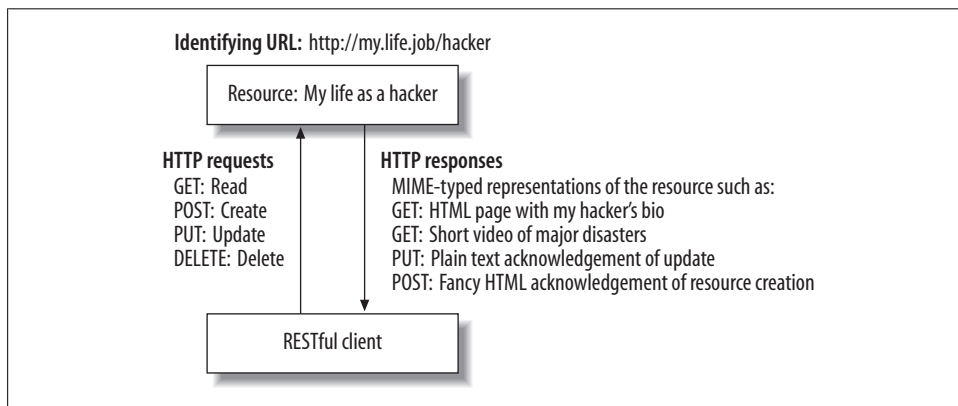 Identifying URL: http://my.life.job/hacker
Resource: My life as a hacker
HTTP requests
GET: Read
POST: Create
PUT: Update
DELETE: Delete
HTTP responses
MIME-typed representations of the resource such as:
GET: HTML page with my hacker's bio
GET: Short video of major disasters
PUT: Plain text acknowledgement of update
POST: Fancy HTML acknowledgement of resource creation
RESTful client